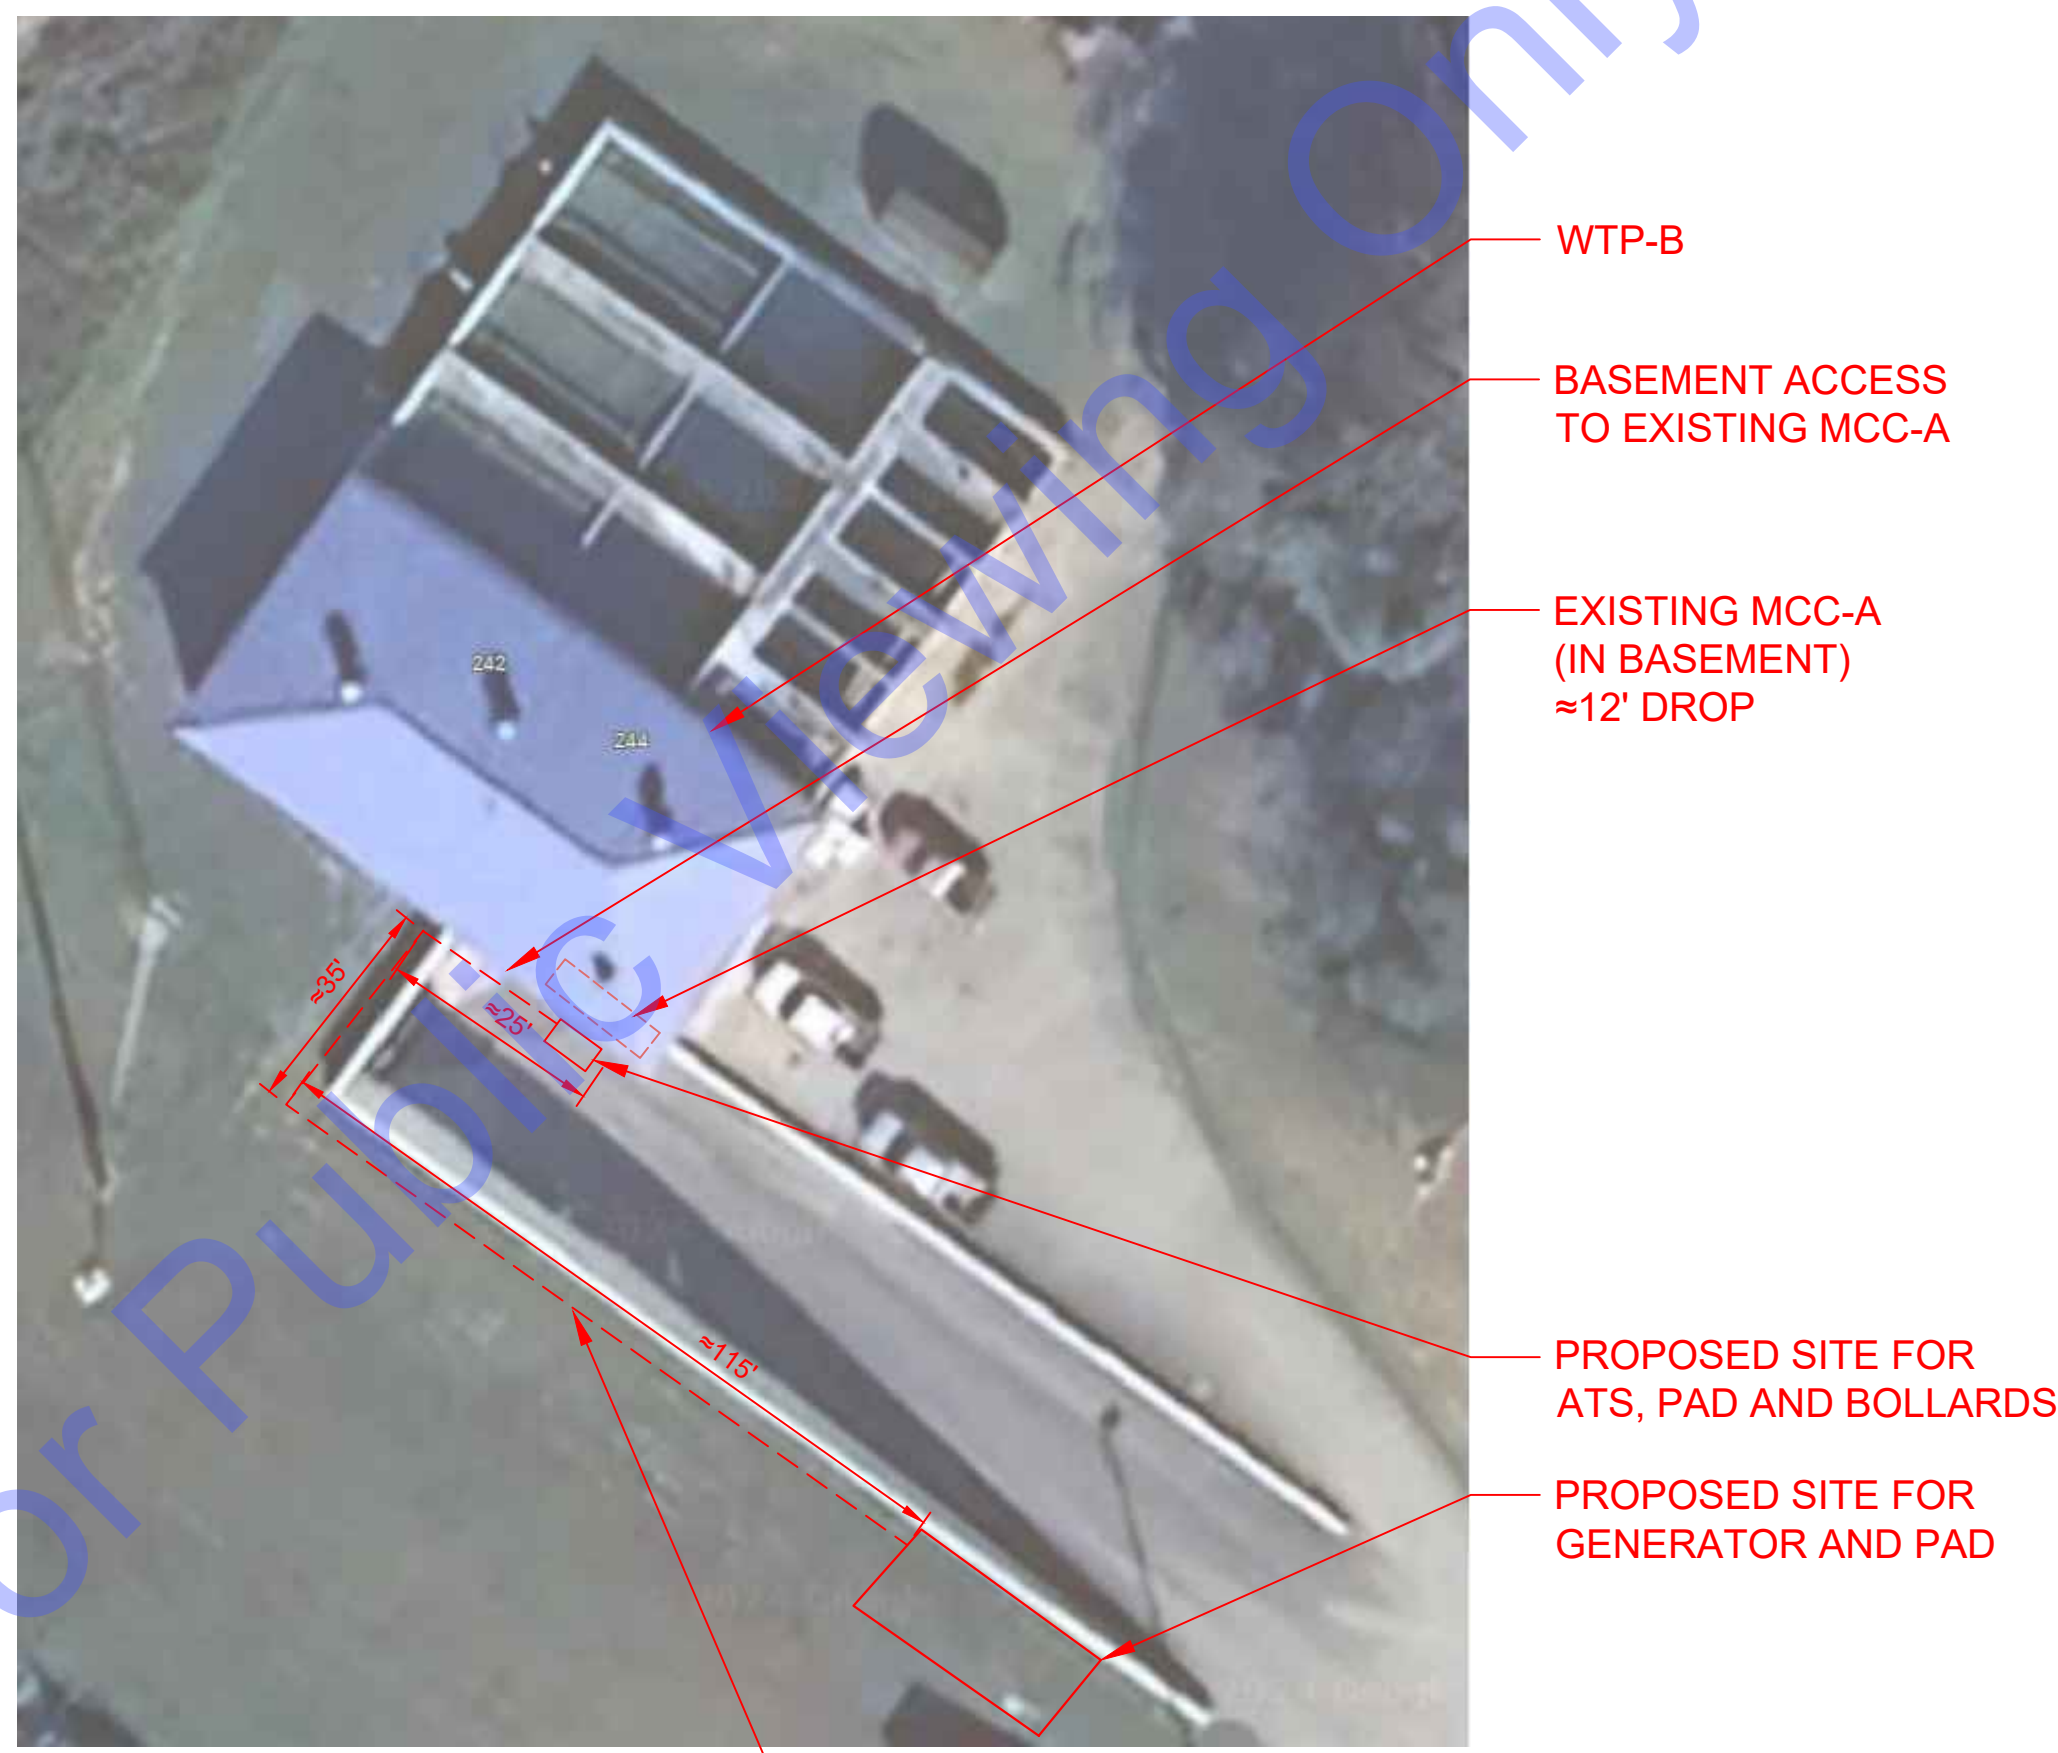 WTP-B
BASEMENT ACCESS
TO EXISTING MCC-A
EXISTING MCC-A
(IN BASEMENT)
≈12' DROP
242
244
≈35'
≈25'
≈115'
PROPOSED SITE FOR
ATS, PAD AND BOLLARDS
PROPOSED SITE FOR
GENERATOR AND PAD
or Public Viewing Only